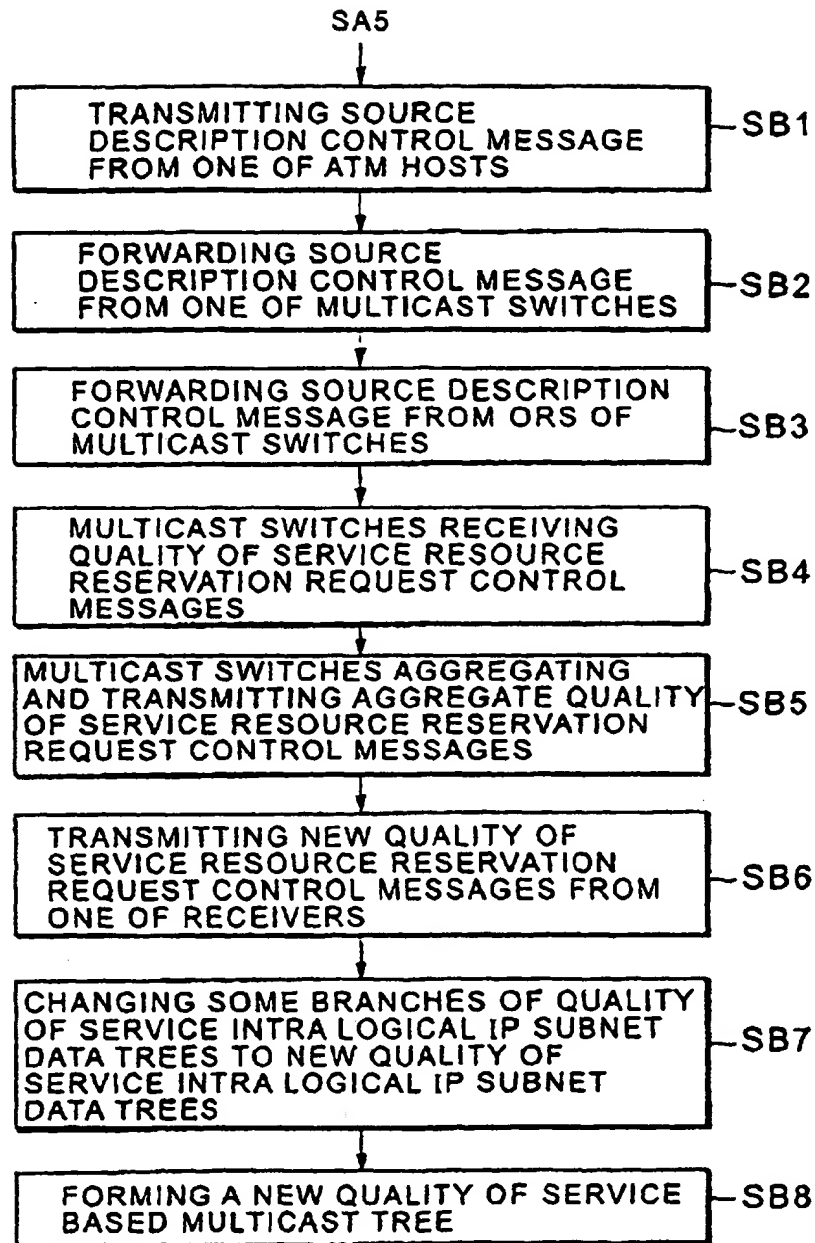 SA5
TRANSMITTING SOURCE
DESCRIPTION CONTROL MESSAGE
FROM ONE OF ATM HOSTS
SB1
FORWARDING SOURCE
DESCRIPTION CONTROL MESSAGE
FROM ONE OF MULTICAST SWITCHES
SB2
FORWARDING SOURCE DESCRIPTION
CONTROL MESSAGE FROM ORS OF
MULTICAST SWITCHES
SB3
MULTICAST SWITCHES RECEIVING
QUALITY OF SERVICE RESOURCE
RESERVATION REQUEST CONTROL
MESSAGES
SB4
MULTICAST SWITCHES AGGREGATING
AND TRANSMITTING AGGREGATE QUALITY
OF SERVICE RESOURCE RESERVATION
REQUEST CONTROL MESSAGES
SB5
TRANSMITTING NEW QUALITY OF
SERVICE RESOURCE RESERVATION
REQUEST CONTROL MESSAGES FROM
ONE OF RECEIVERS
SB6
CHANGING SOME BRANCHES OF QUALITY
OF SERVICE INTRA LOGICAL IP SUBNET
DATA TREES TO NEW QUALITY OF
SERVICE INTRA LOGICAL IP SUBNET
DATA TREES
SB7
FORMING A NEW QUALITY OF SERVICE
BASED MULTICAST TREE
SB8